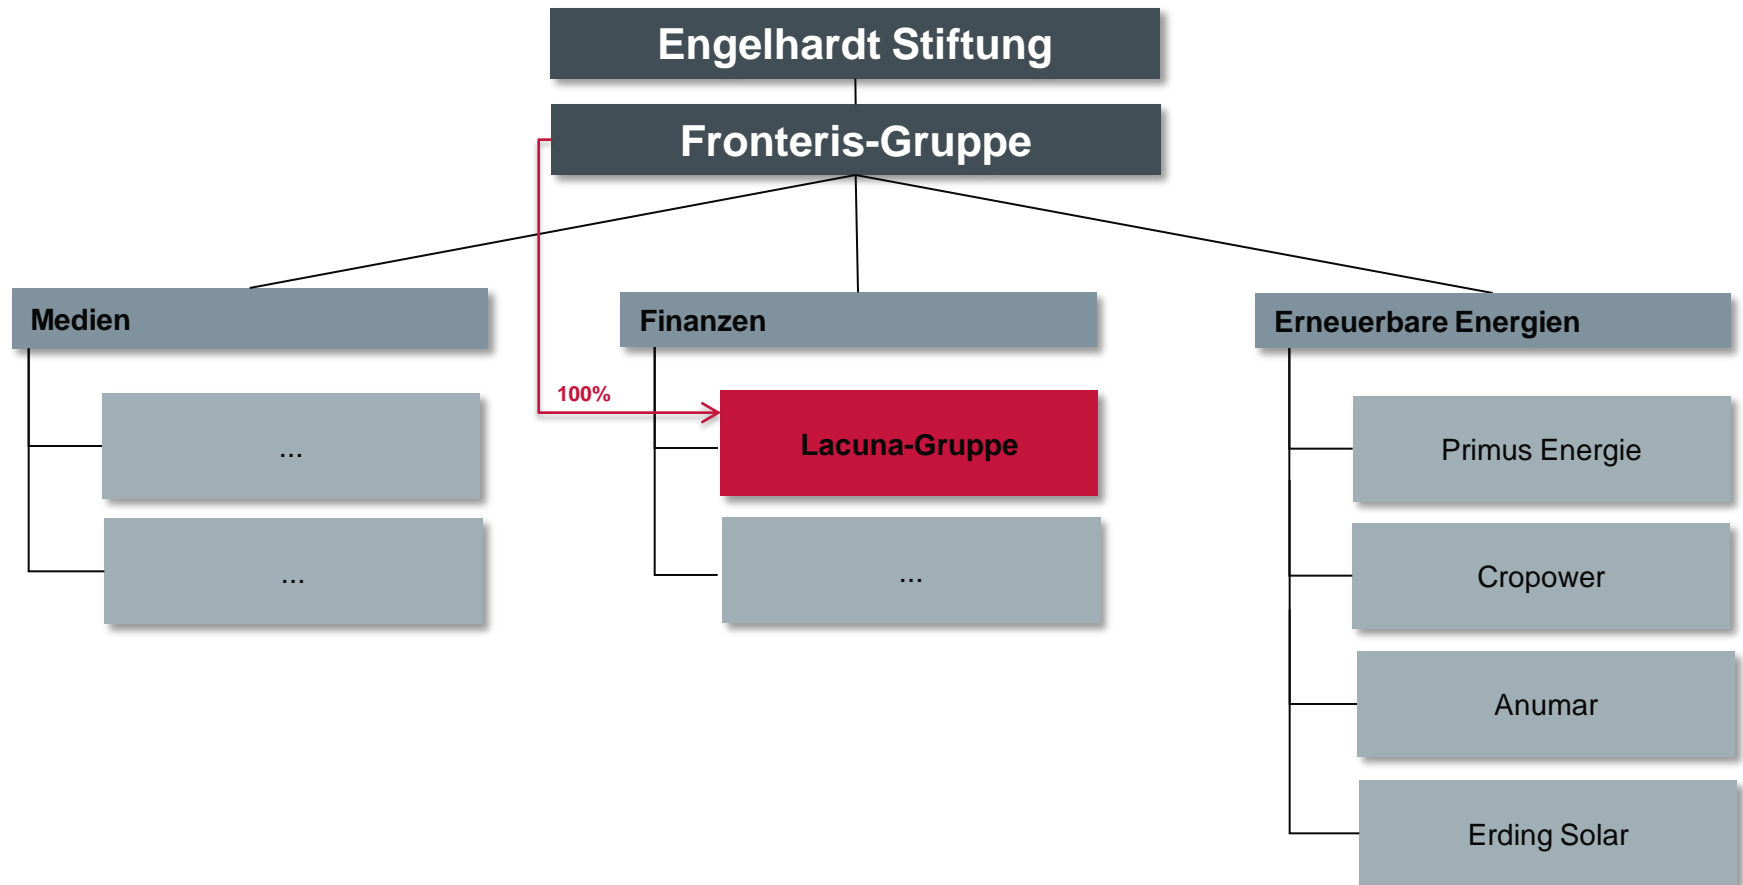 Engelhardt Stiftung
Fronteris-Gruppe
Medien
...
...
Finanzen
100%
Lacuna-Gruppe
...
Erneuerbare Energien
Primus Energie
Cropower
Anumar
Erding Solar